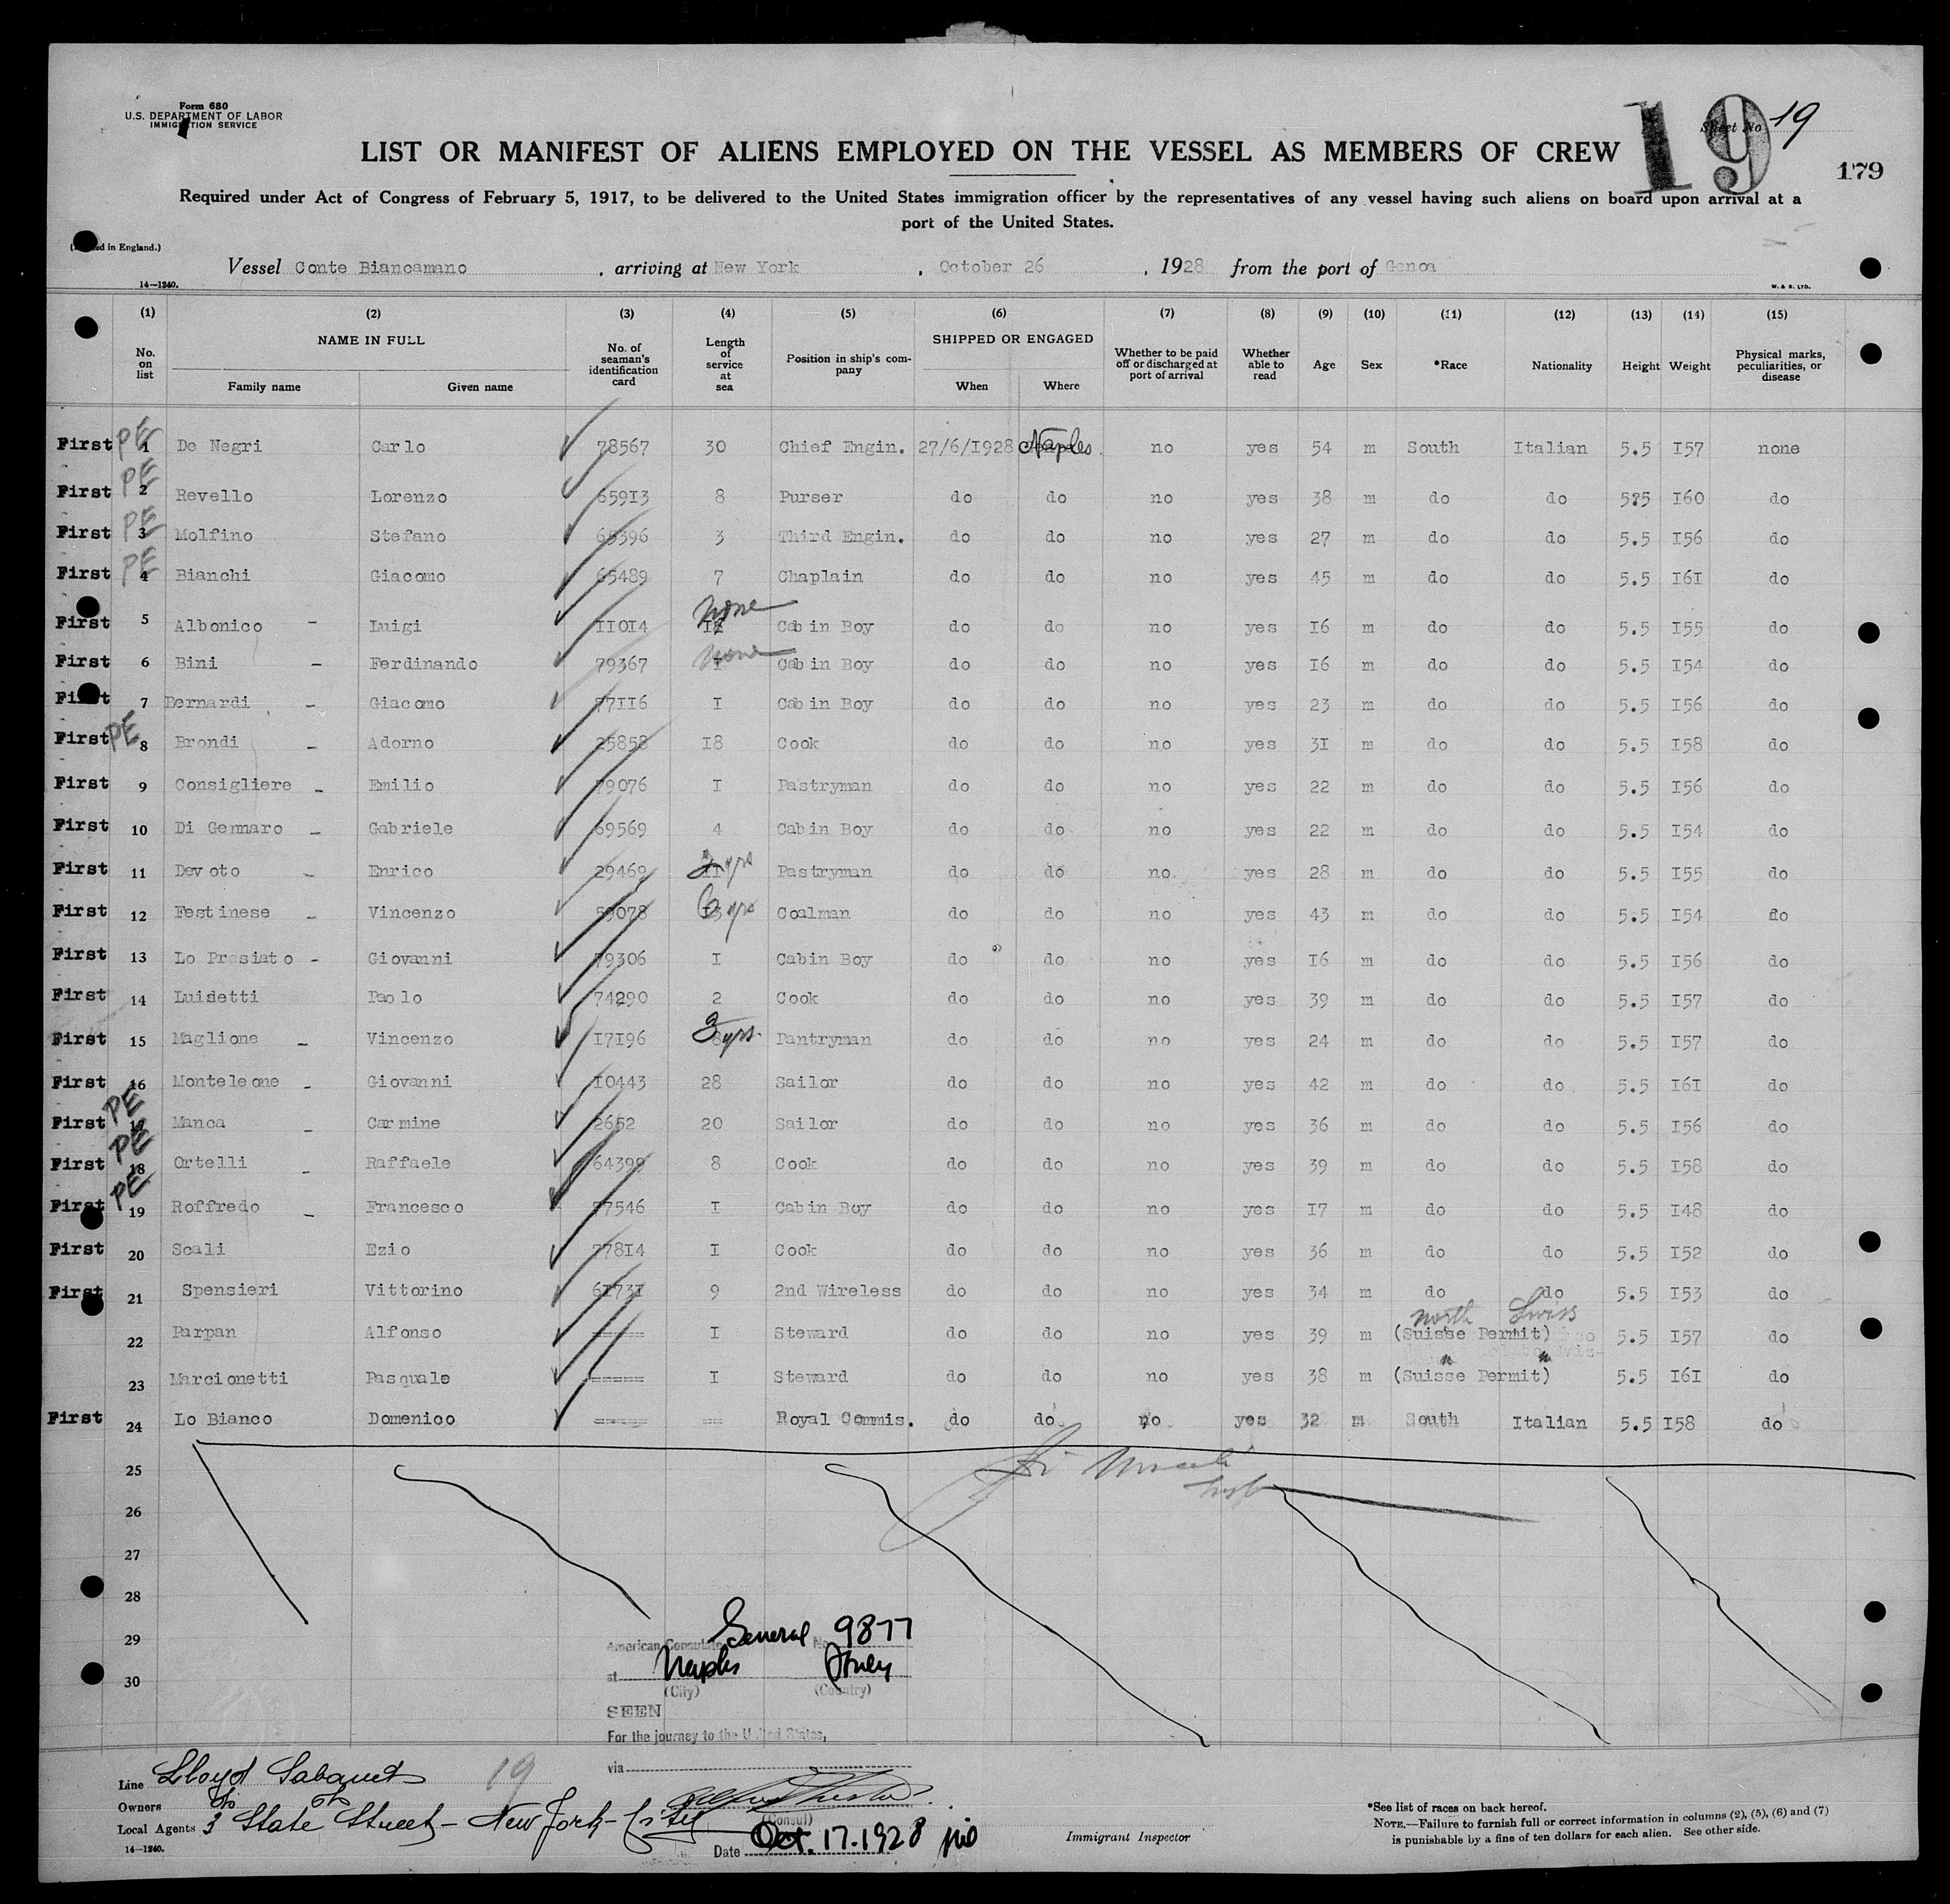 Form 680
U.S. DEPARTMENT OF LABOR
IMMIGRATION SERVICE
Sheet No 19
19
179
LIST OR MANIFEST OF ALIENS EMPLOYED ON THE VESSEL AS MEMBERS OF CREW
Required under Act of Congress of February 5, 1917, to be delivered to the United States immigration officer by the representatives of any vessel having such aliens on board upon arrival at a
port of the United States.
in England.)
Vessel Conte Biancamano, arriving at New York, October 26, 1928 from the port of Genoa
14—1240. W. & S. LTD.
(1) (2) (3) (4) (5) (6) (7) (8) (9) (10) (11) (12) (13) (14) (15)
No. on list NAME IN FULL Family name Given name No. of seaman's identification card Length of service at sea Position in ship's company SHIPPED OR ENGAGED When Where Whether to be paid off or discharged at port of arrival Whether able to read Age Sex *Race Nationality Height Weight Physical marks, peculiarities, or disease
First PE 1 De Negri Carlo 78567 30 Chief Engin. 27/6/1928 Naples no yes 54 m South Italian 5.5 157 none
First PE 2 Revello Lorenzo 65913 8 Purser do do no yes 38 m do do 5?5 160 do
First PE 3 Molfino Stefano 65396 3 Third Engin. do do no yes 27 m do do 5.5 156 do
First PE 4 Bianchi Giacomo 65489 7 Chaplain do do no yes 45 m do do 5.5 161 do
First 5 Albonico - Luigi 11014 none Cabin Boy do do no yes 16 m do do 5.5 155 do
First 6 Bini - Ferdinando 79367 none Cabin Boy do do no yes 16 m do do 5.5 154 do
First 7 Bernardi - Giacomo 77116 1 Cabin Boy do do no yes 23 m do do 5.5 156 do
First PE 8 Brondi - Adorno 25858 18 Cook do do no yes 31 m do do 5.5 158 do
First 9 Consigliere - Emilio 79076 1 Pastryman do do no yes 22 m do do 5.5 156 do
First 10 Di Gennaro - Gabriele 69569 4 Cabin Boy do do no yes 22 m do do 5.5 154 do
First 11 Devoto - Enrico 29469 yrs Pastryman do do no yes 28 m do do 5.5 155 do
First 12 Festinese - Vincenzo 59078 6 yrs Coalman do do no yes 43 m do do 5.5 154 do
First 13 Lo Presiato - Giovanni 79306 1 Cabin Boy do do no yes 16 m do do 5.5 156 do
First 14 Luisetti Paolo 74290 2 Cook do do no yes 39 m do do 5.5 157 do
First 15 Maglione - Vincenzo 17196 3 yrs. Pantryman do do no yes 24 m do do 5.5 157 do
First 16 Monteleone - Giovanni 10443 28 Sailor do do no yes 42 m do do 5.5 161 do
First PE 17 Manca - Carmine 2652 20 Sailor do do no yes 36 m do do 5.5 156 do
First PE 18 Ortelli - Raffaele 64399 8 Cook do do no yes 39 m do do 5.5 158 do
First PE 19 Roffredo - Francesco 77546 1 Cabin Boy do do no yes 17 m do do 5.5 148 do
First 20 Scali Ezio 77814 1 Cook do do no yes 36 m do do 5.5 152 do
First 21 Spensieri Vittorino 61731 9 2nd Wireless do do no yes 34 m do do 5.5 153 do
north Swiss
22 Parpan Alfonso ===== 1 Steward do do no yes 39 m (Suisse Permit) 5.5 157 do
" "
23 Marcionetti Pasquale ===== 1 Steward do do no yes 38 m (Suisse Permit) 5.5 161 do
First 24 Lo Bianco Domenico ===== == Royal Commis. do do no yes 32 m South Italian 5.5 158 do
25
26
27
28
29
30
American Consulate General No. 9877
at Naples Italy
(City) (Country)
SEEN
For the journey to the United States,
via
(Consul)
Date Oct. 17. 1928
Line Lloyd Sabaudo 19
Owners do do
Local Agents 3 State Street - New York - City
14—1240.
Immigrant Inspector
*See list of races on back hereof.
NOTE.—Failure to furnish full or correct information in columns (2), (5), (6) and (7)
is punishable by a fine of ten dollars for each alien. See other side.